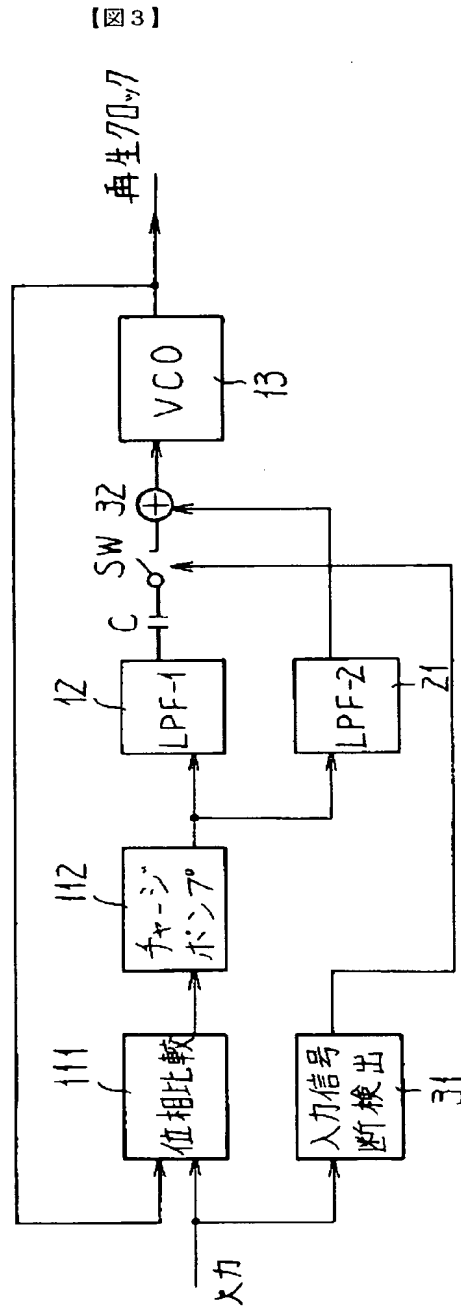 【図3】
入力
111
位相比較
112
チャージ
ポンプ
12
LPF-1
C
SW
32
VCO
13
再生クロック
入力信号
断検出
31
LPF-2
21